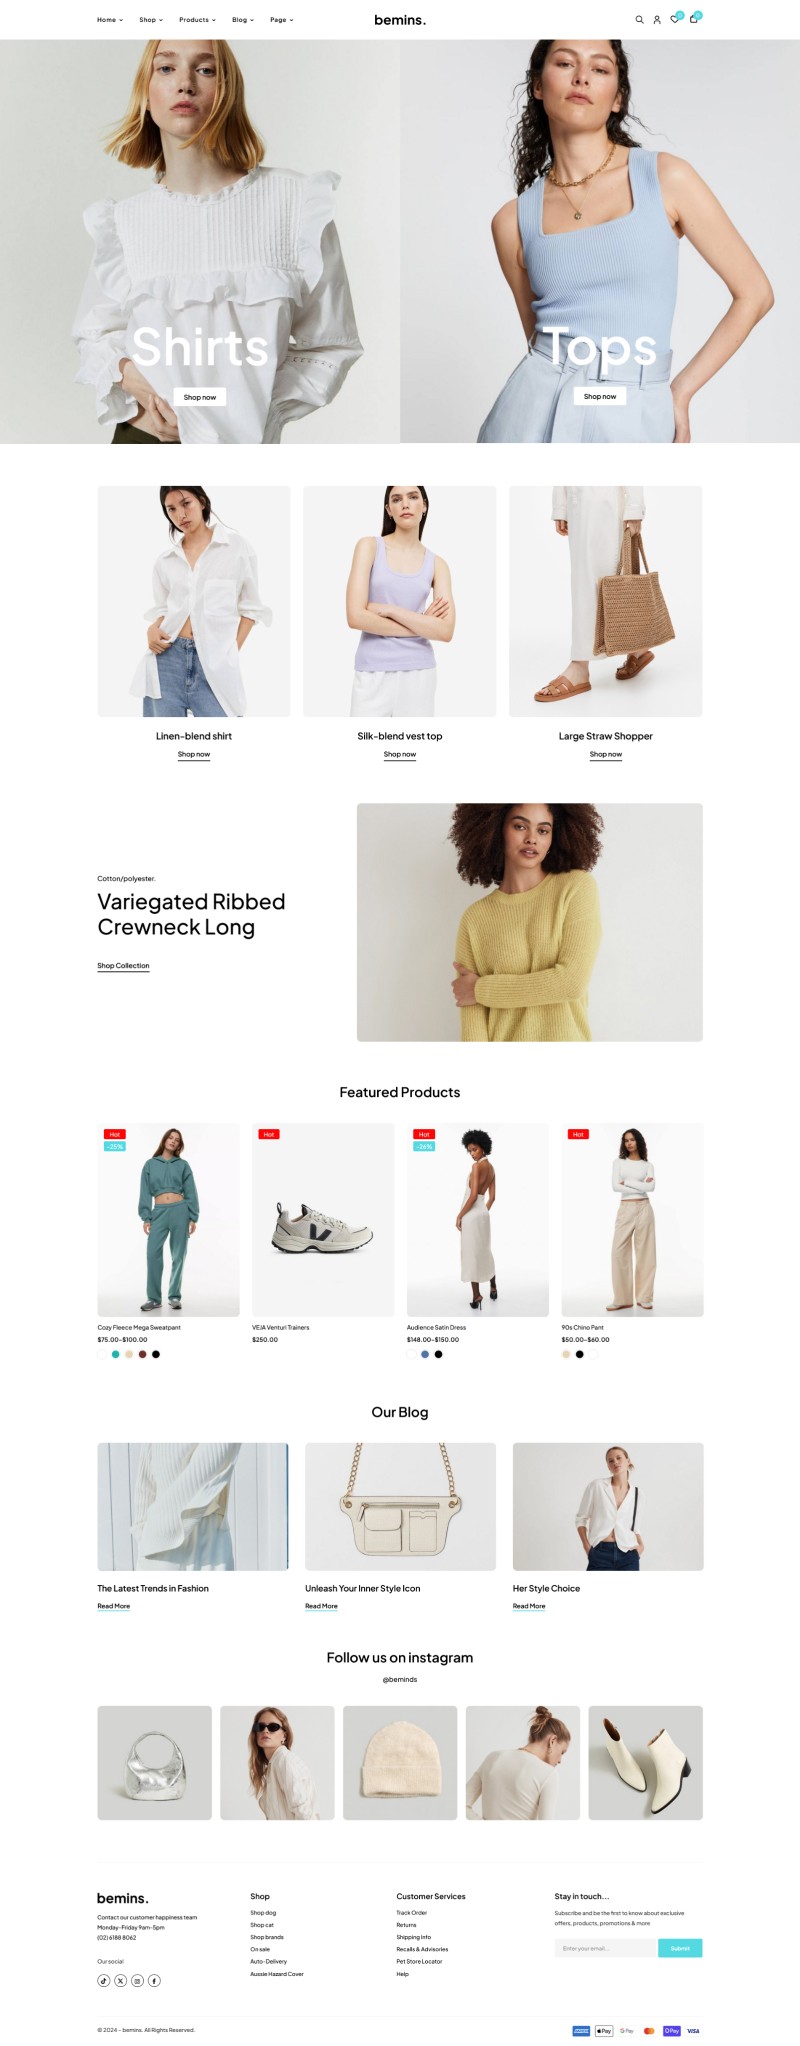 Home Shop Products Blog Page bemins. 0 0
Shirts
Shop now
Tops
Shop now
Linen-blend shirt
Shop now
Silk-blend vest top
Shop now
Large Straw Shopper
Shop now
Cotton/polyester.
Variegated Ribbed
Crewneck Long
Shop Collection
Featured Products
Hot
-25%
Cozy Fleece Mega Sweatpant
$75.00–$100.00
Hot
VEJA Venturi Trainers
$250.00
Hot
-26%
Audience Satin Dress
$148.00–$150.00
Hot
90s Chino Pant
$50.00–$60.00
Our Blog
The Latest Trends in Fashion
Read More
Unleash Your Inner Style Icon
Read More
Her Style Choice
Read More
Follow us on instagram
@beminds
bemins.
Contact our customer happiness team
Monday-Friday 9am-5pm
(02) 6188 8062
Our social
Shop
Shop dog
Shop cat
Shop brands
On sale
Auto-Delivery
Aussie Hazard Cover
Customer Services
Track Order
Returns
Shipping Info
Recalls & Advisories
Pet Store Locator
Help
Stay in touch...
Subscribe and be the first to know about exclusive
offers, products, promotions & more
Enter your email...
Submit
© 2024 – bemins. All Rights Reserved.
Pay G Pay Pay VISA